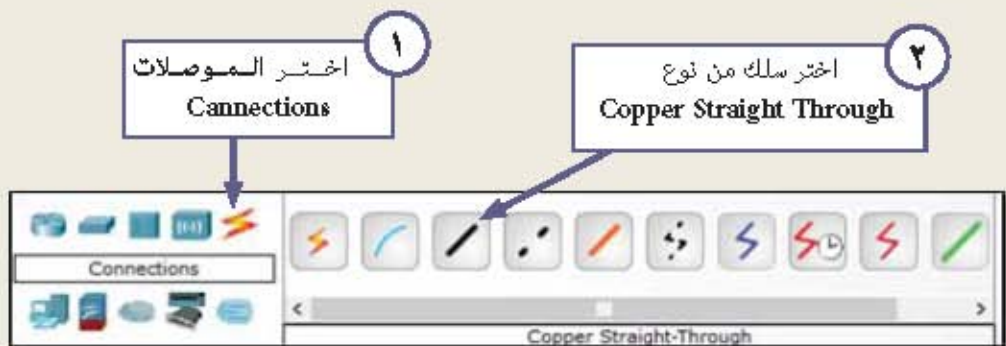 ١
اختر الموصلات
Cannections
٢
اختر سلك من نوع
Copper Straight Through
Connections
Copper Straight-Through